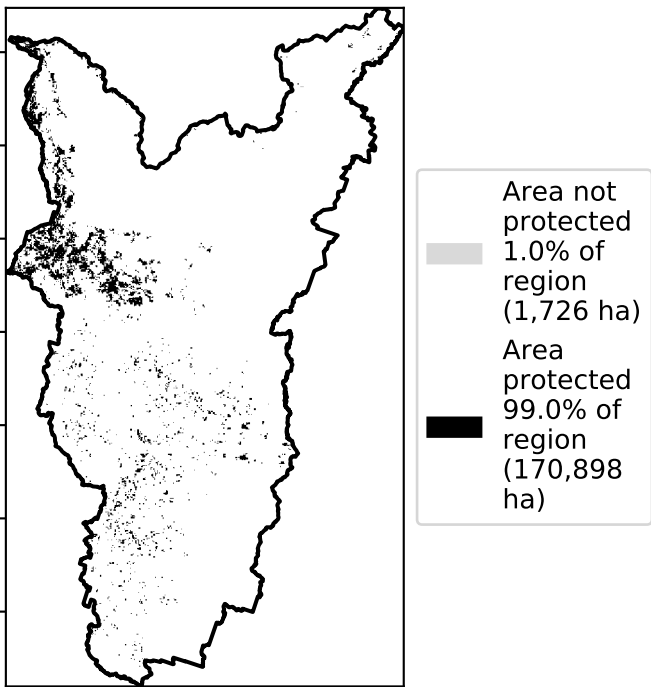 Area not
protected
1.0% of
region
(1,726 ha)
Area
protected
99.0% of
region
(170,898
ha)